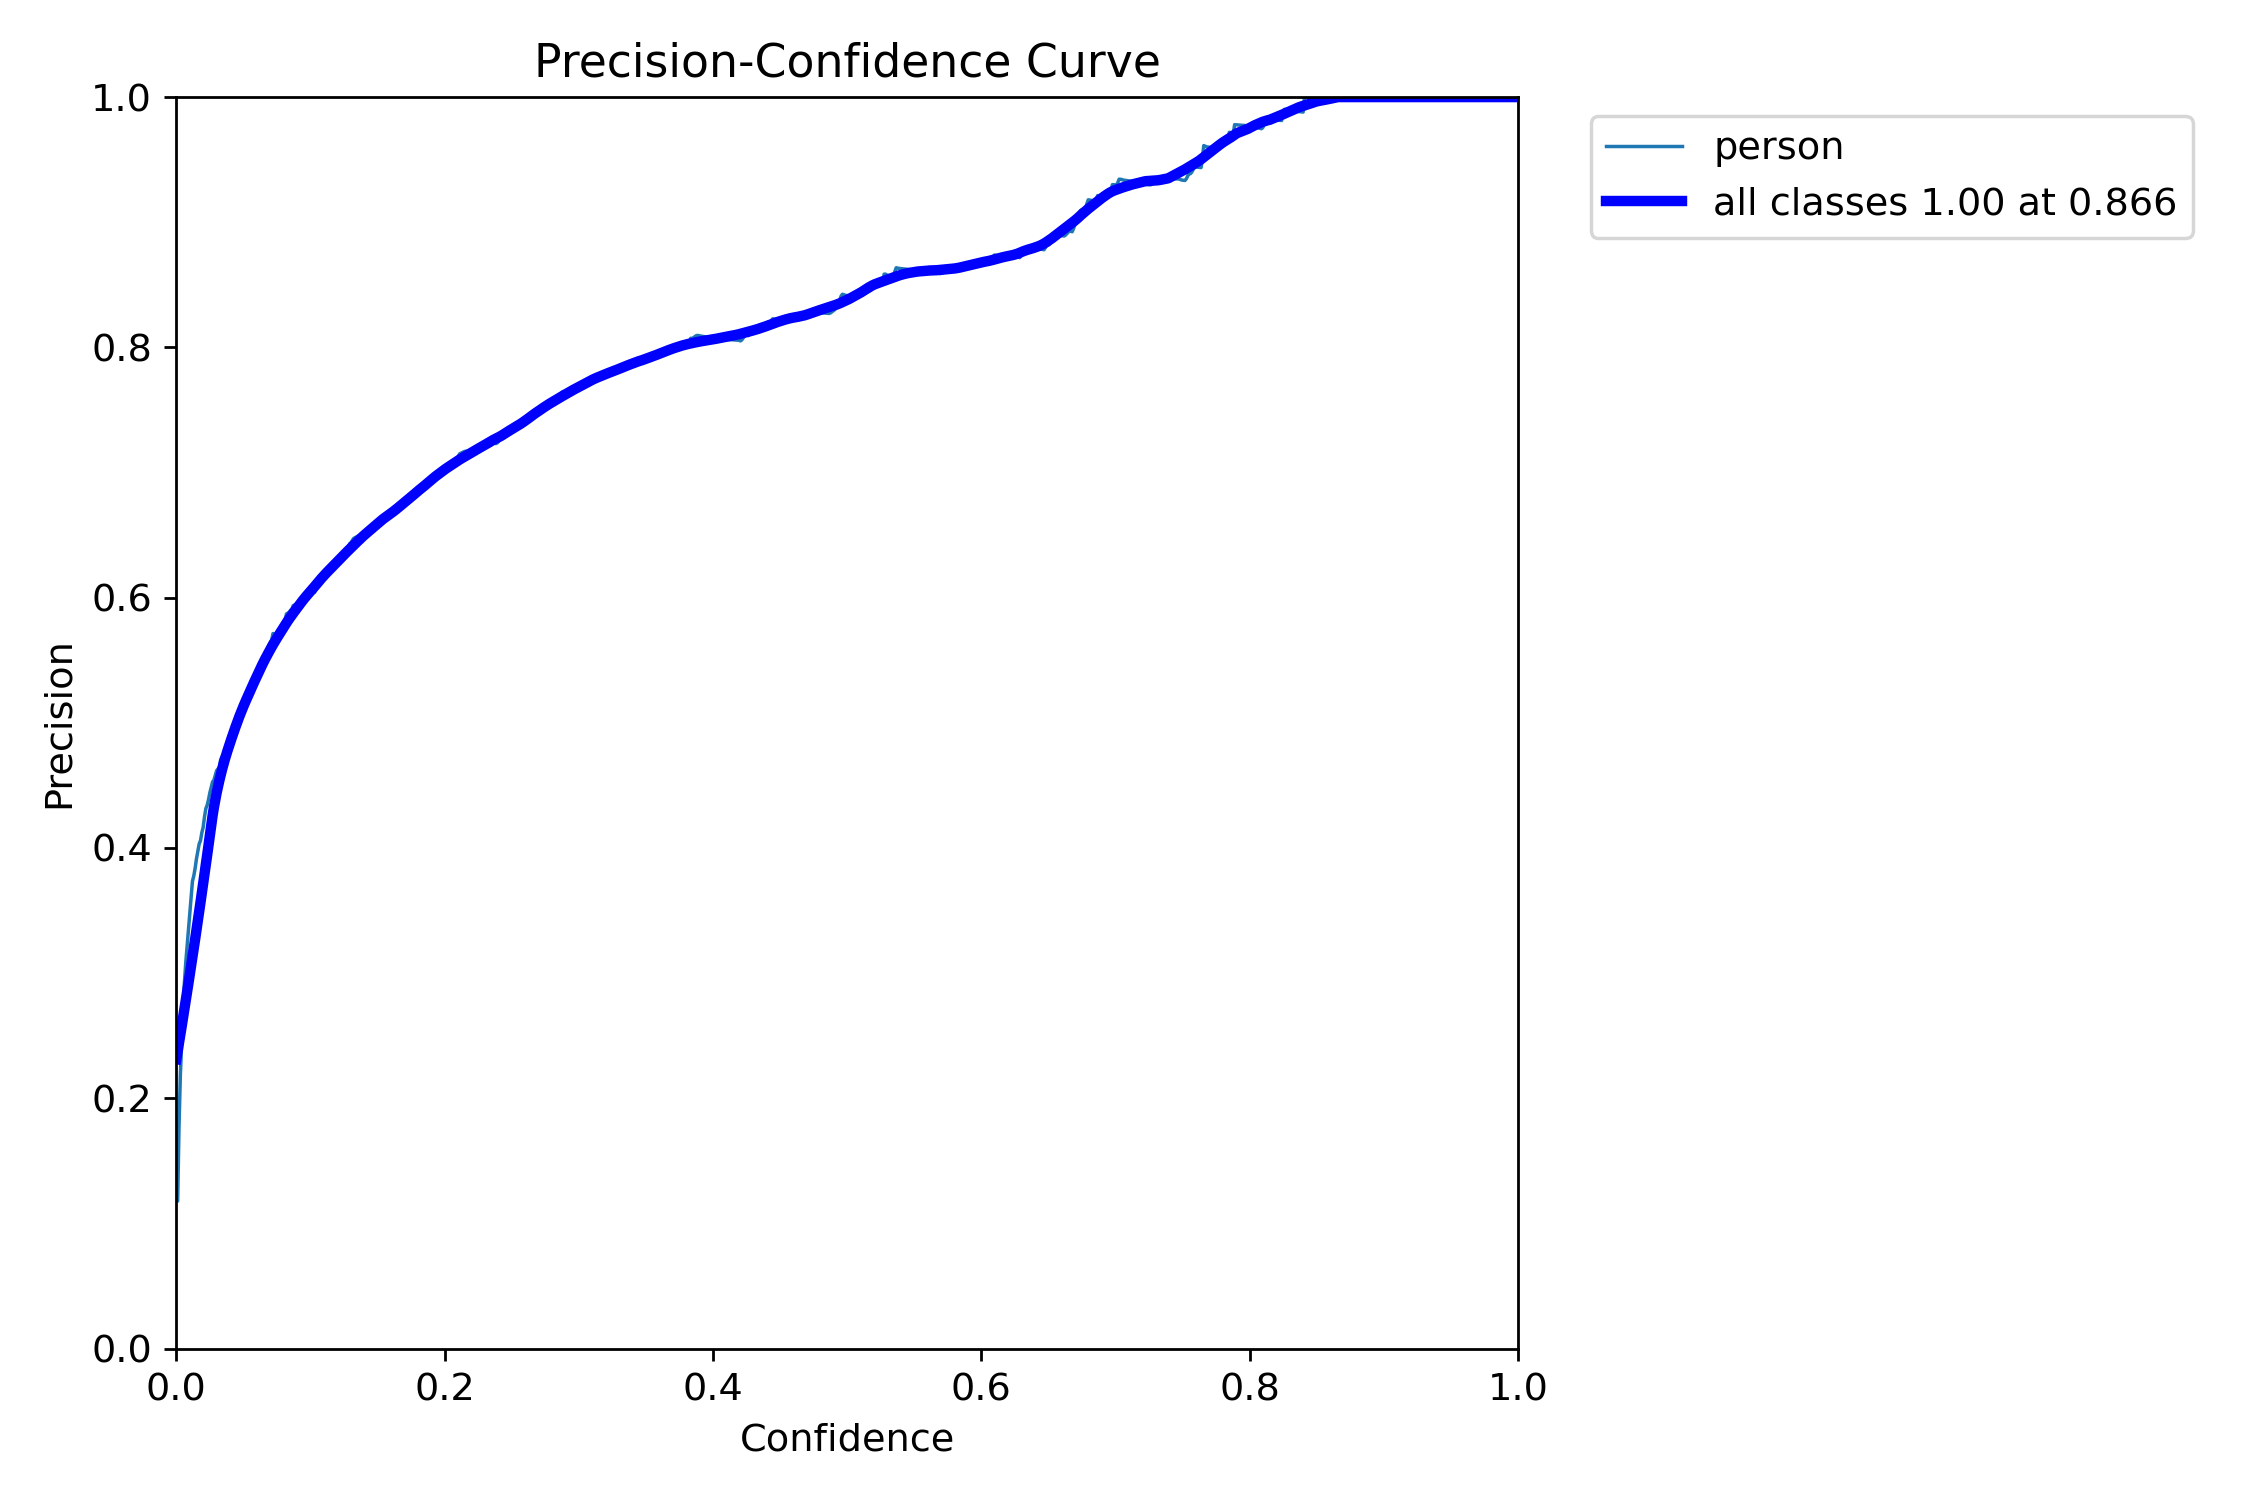 Precision-Confidence Curve
1.0
0.8
0.6
0.4
0.2
0.0
Precision
0.0 0.2 0.4 0.6 0.8 1.0
Confidence
person
all classes 1.00 at 0.866